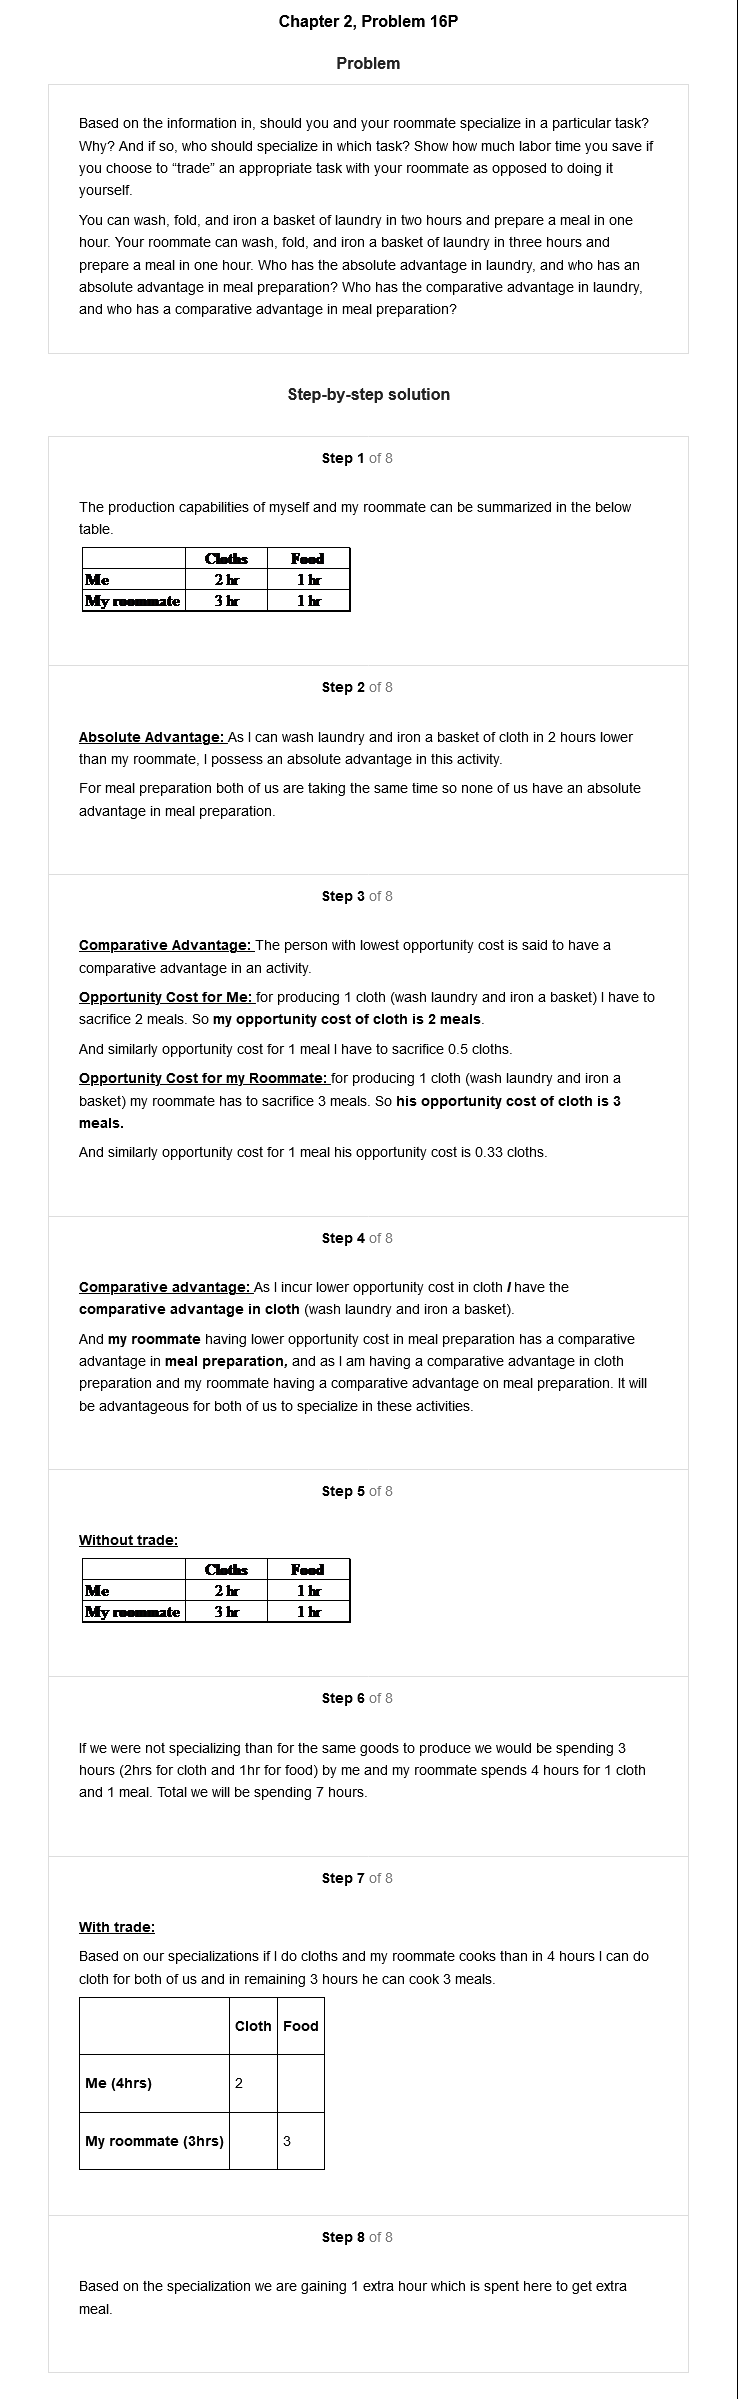 Chapter 2, Problem 16P
Problem
Based on the information in, should you and your roommate specialize in a particular task?
Why? And if so, who should specialize in which task? Show how much labor time you save if
you choose to “trade” an appropriate task with your roommate as opposed to doing it
yourself.
You can wash, fold, and iron a basket of laundry in two hours and prepare a meal in one
hour. Your roommate can wash, fold, and iron a basket of laundry in three hours and
prepare a meal in one hour. Who has the absolute advantage in laundry, and who has an
absolute advantage in meal preparation? Who has the comparative advantage in laundry,
and who has a comparative advantage in meal preparation?
Step-by-step solution
Step 1 of 8
The production capabilities of myself and my roommate can be summarized in the below
table.
Cloths Food
Me 2 hr 1 hr
My roommate 3 hr 1 hr
Step 2 of 8
Absolute Advantage: As I can wash laundry and iron a basket of cloth in 2 hours lower
than my roommate, I possess an absolute advantage in this activity.
For meal preparation both of us are taking the same time so none of us have an absolute
advantage in meal preparation.
Step 3 of 8
Comparative Advantage: The person with lowest opportunity cost is said to have a
comparative advantage in an activity.
Opportunity Cost for Me: for producing 1 cloth (wash laundry and iron a basket) I have to
sacrifice 2 meals. So my opportunity cost of cloth is 2 meals.
And similarly opportunity cost for 1 meal I have to sacrifice 0.5 cloths.
Opportunity Cost for my Roommate: for producing 1 cloth (wash laundry and iron a
basket) my roommate has to sacrifice 3 meals. So his opportunity cost of cloth is 3
meals.
And similarly opportunity cost for 1 meal his opportunity cost is 0.33 cloths.
Step 4 of 8
Comparative advantage: As I incur lower opportunity cost in cloth I have the
comparative advantage in cloth (wash laundry and iron a basket).
And my roommate having lower opportunity cost in meal preparation has a comparative
advantage in meal preparation, and as I am having a comparative advantage in cloth
preparation and my roommate having a comparative advantage on meal preparation. It will
be advantageous for both of us to specialize in these activities.
Step 5 of 8
Without trade:
Cloths Food
Me 2 hr 1 hr
My roommate 3 hr 1 hr
Step 6 of 8
If we were not specializing than for the same goods to produce we would be spending 3
hours (2hrs for cloth and 1hr for food) by me and my roommate spends 4 hours for 1 cloth
and 1 meal. Total we will be spending 7 hours.
Step 7 of 8
With trade:
Based on our specializations if I do cloths and my roommate cooks than in 4 hours I can do
cloth for both of us and in remaining 3 hours he can cook 3 meals.
Cloth Food
Me (4hrs) 2
My roommate (3hrs) 3
Step 8 of 8
Based on the specialization we are gaining 1 extra hour which is spent here to get extra
meal.